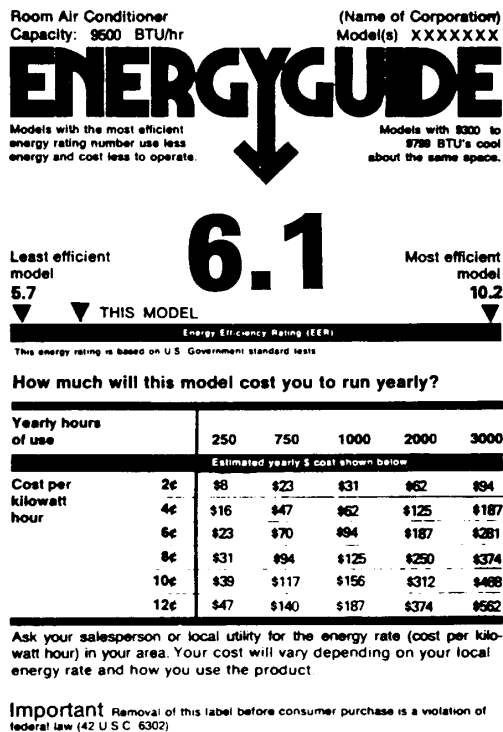 Room Air Conditioner (Name of Corporation)
Capacity: 9500 BTU/hr Model(s) XXXXXXX
ENERGYGUIDE
Models with the most efficient
energy rating number use less
energy and cost less to operate.
Models with 9300 to
9799 BTU's cool
about the same space.
6.1
Least efficient
model
5.7
Most efficient
model
10.2
THIS MODEL
Energy Efficiency Rating (EER)
This energy rating is based on U S Government standard tests
How much will this model cost you to run yearly?
Yearly hours
of use 250 750 1000 2000 3000
Estimated yearly $ cost shown below
Cost per 2¢ $8 $23 $31 $62 $94
kilowatt
hour 4¢ $16 $47 $62 $125 $187
6¢ $23 $70 $94 $187 $281
8¢ $31 $94 $125 $250 $374
10¢ $39 $117 $156 $312 $468
12¢ $47 $140 $187 $374 $562
Ask your salesperson or local utility for the energy rate (cost per kilo-
watt hour) in your area. Your cost will vary depending on your local
energy rate and how you use the product
Important Removal of this label before consumer purchase is a violation of
federal law (42 U S C 6302)